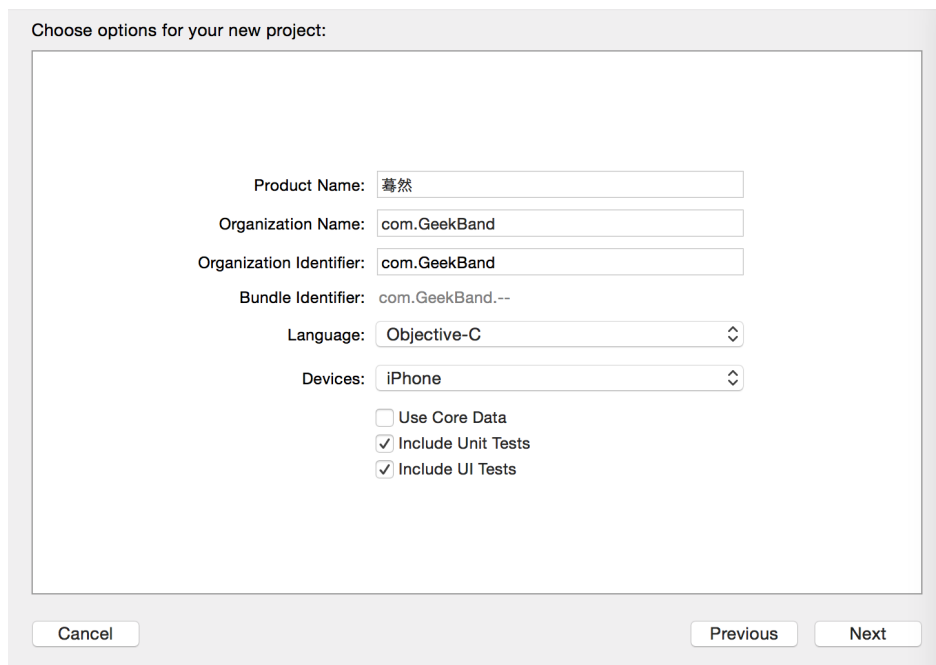 Choose options for your new project:
Product Name: 蓦然
Organization Name: com.GeekBand
Organization Identifier: com.GeekBand
Bundle Identifier: com.GeekBand.--
Language: Objective-C
Devices: iPhone
Use Core Data
Include Unit Tests
Include UI Tests
Cancel Previous Next